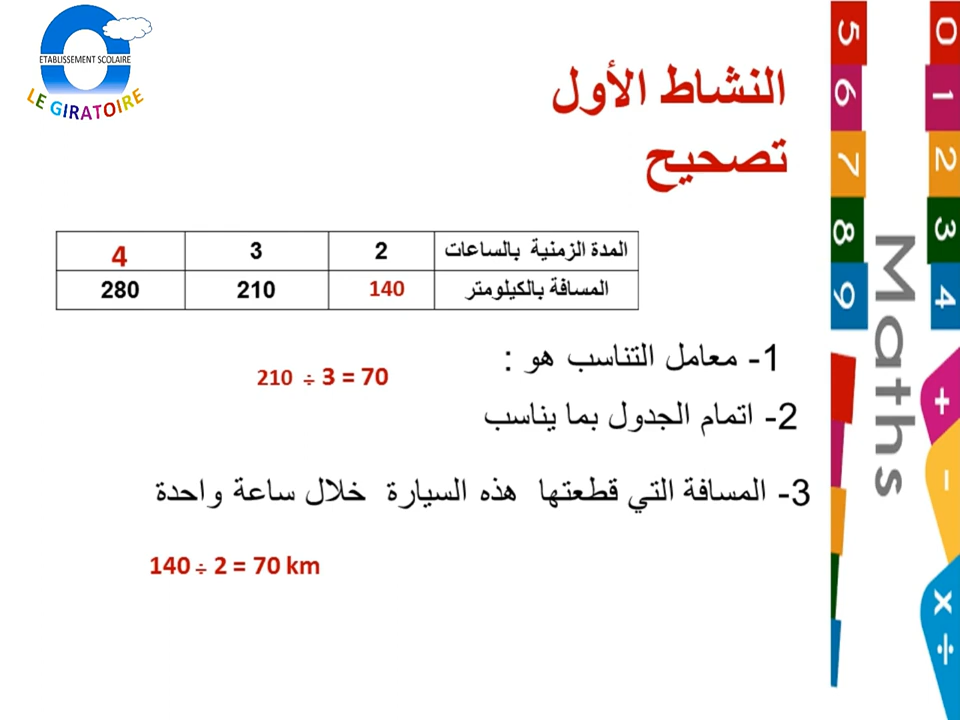 ETABLISSEMENT SCOLAIRE
LE GIRATOIRE
النشاط الأول
تصحيح
المدة الزمنية بالساعات 2 3 4
المسافة بالكيلومتر 140 210 280
1- معامل التناسب هو :
210 ÷ 3 = 70
2- اتمام الجدول بما يناسب
3- المسافة التي قطعتها هذه السيارة خلال ساعة واحدة
140 ÷ 2 = 70 km
5 0
6 1
7 2
8 3
9 4
Maths
+
-
x ÷